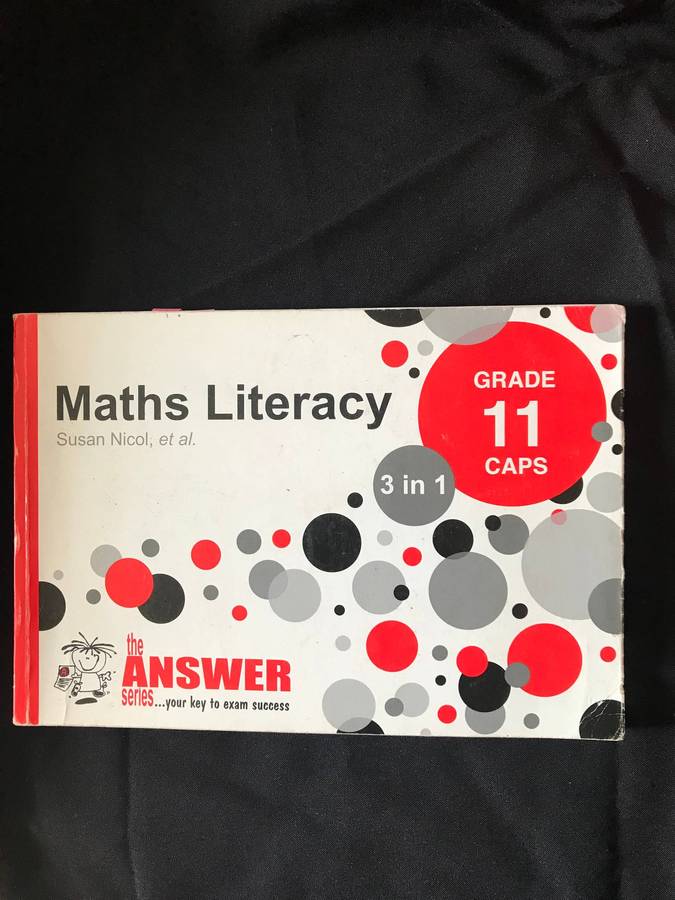 Maths Literacy
Susan Nicol, et al.
GRADE
11
CAPS
3 in 1
the
ANSWER
series...your key to exam success